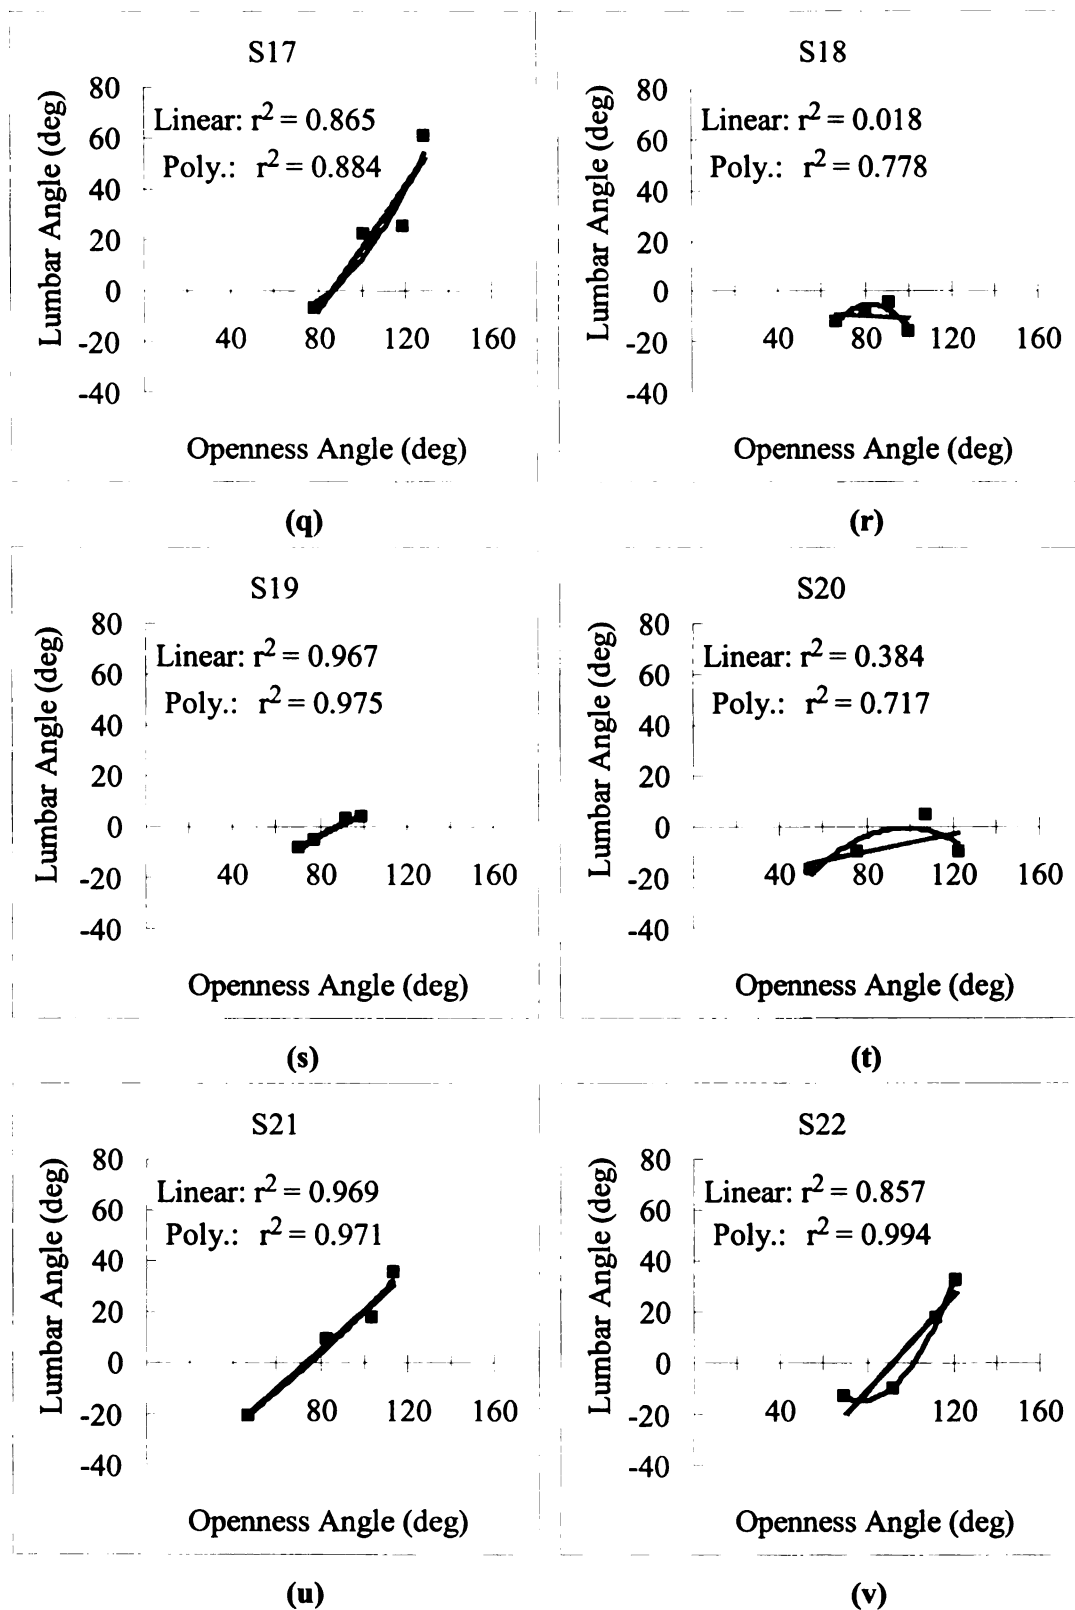 S17
Lumbar Angle (deg)
80
60
40
20
0
-20
-40
Linear: r² = 0.865
Poly.: r² = 0.884
40 80 120 160
Openness Angle (deg)
(q)
S18
Lumbar Angle (deg)
80
60
40
20
0
-20
-40
Linear: r² = 0.018
Poly.: r² = 0.778
40 80 120 160
Openness Angle (deg)
(r)
S19
Lumbar Angle (deg)
80
60
40
20
0
-20
-40
Linear: r² = 0.967
Poly.: r² = 0.975
40 80 120 160
Openness Angle (deg)
(s)
S20
Lumbar Angle (deg)
80
60
40
20
0
-20
-40
Linear: r² = 0.384
Poly.: r² = 0.717
40 80 120 160
Openness Angle (deg)
(t)
S21
Lumbar Angle (deg)
80
60
40
20
0
-20
-40
Linear: r² = 0.969
Poly.: r² = 0.971
80 120 160
Openness Angle (deg)
(u)
S22
Lumbar Angle (deg)
80
60
40
20
0
-20
-40
Linear: r² = 0.857
Poly.: r² = 0.994
40 120 160
Openness Angle (deg)
(v)